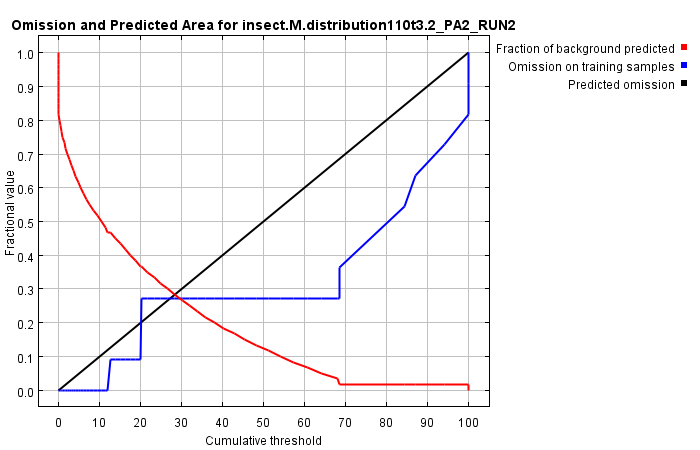 Omission and Predicted Area for insect.M.distribution110t3.2_PA2_RUN2
Fraction of background predicted
Omission on training samples
Predicted omission
1.0
0.9
0.8
0.7
0.6
0.5
0.4
0.3
0.2
0.1
0.0
Fractional value
0 10 20 30 40 50 60 70 80 90 100
Cumulative threshold